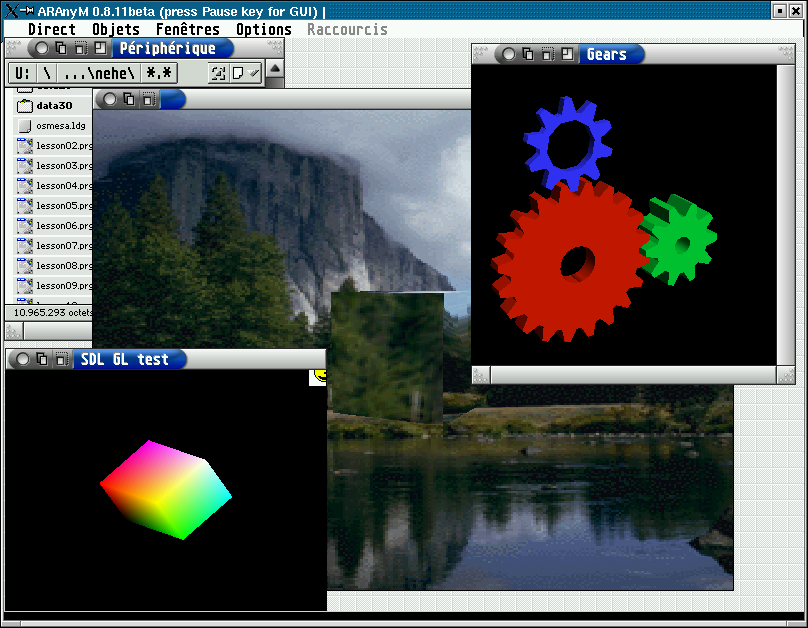 ARAnyM 0.8.11beta (press Pause key for GUI)
Direct Objets Fenêtres Options Raccourcis
Périphérique
U: \ ...\nehe\ *.*
data30
osmesa.ldg
lesson02.prg
lesson03.prg
lesson04.prg
lesson05.prg
lesson06.prg
lesson07.prg
lesson08.prg
lesson09.prg
10.965.293 octets
Gears
SDL GL test